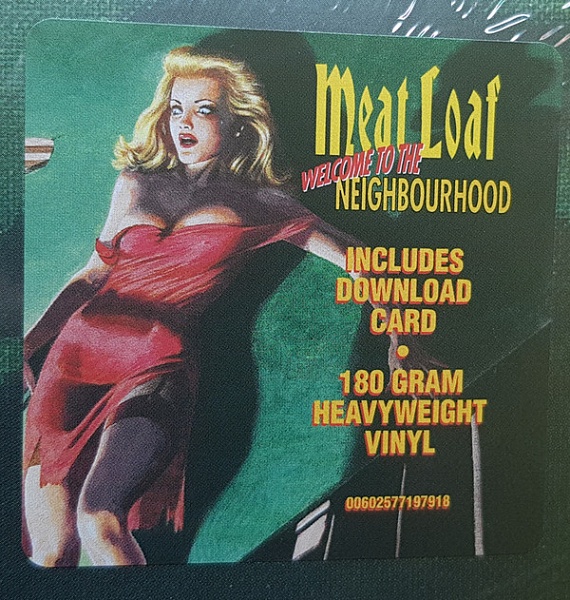 Meat Loaf
WELCOME TO THE
NEIGHBOURHOOD
INCLUDES
DOWNLOAD
CARD
•
180 GRAM
HEAVYWEIGHT
VINYL
00602577197918